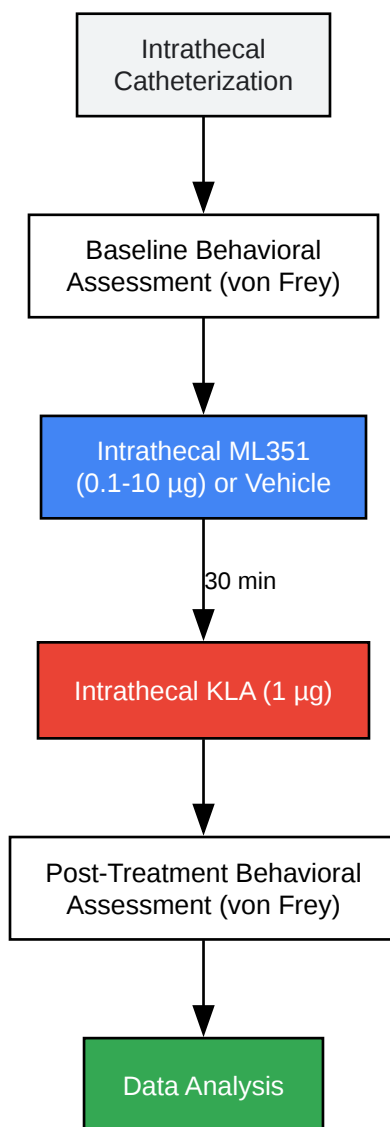 Intrathecal
Catheterization
Baseline Behavioral
Assessment (von Frey)
Intrathecal ML351
(0.1-10 µg) or Vehicle
30 min
Intrathecal KLA (1 µg)
Post-Treatment Behavioral
Assessment (von Frey)
Data Analysis